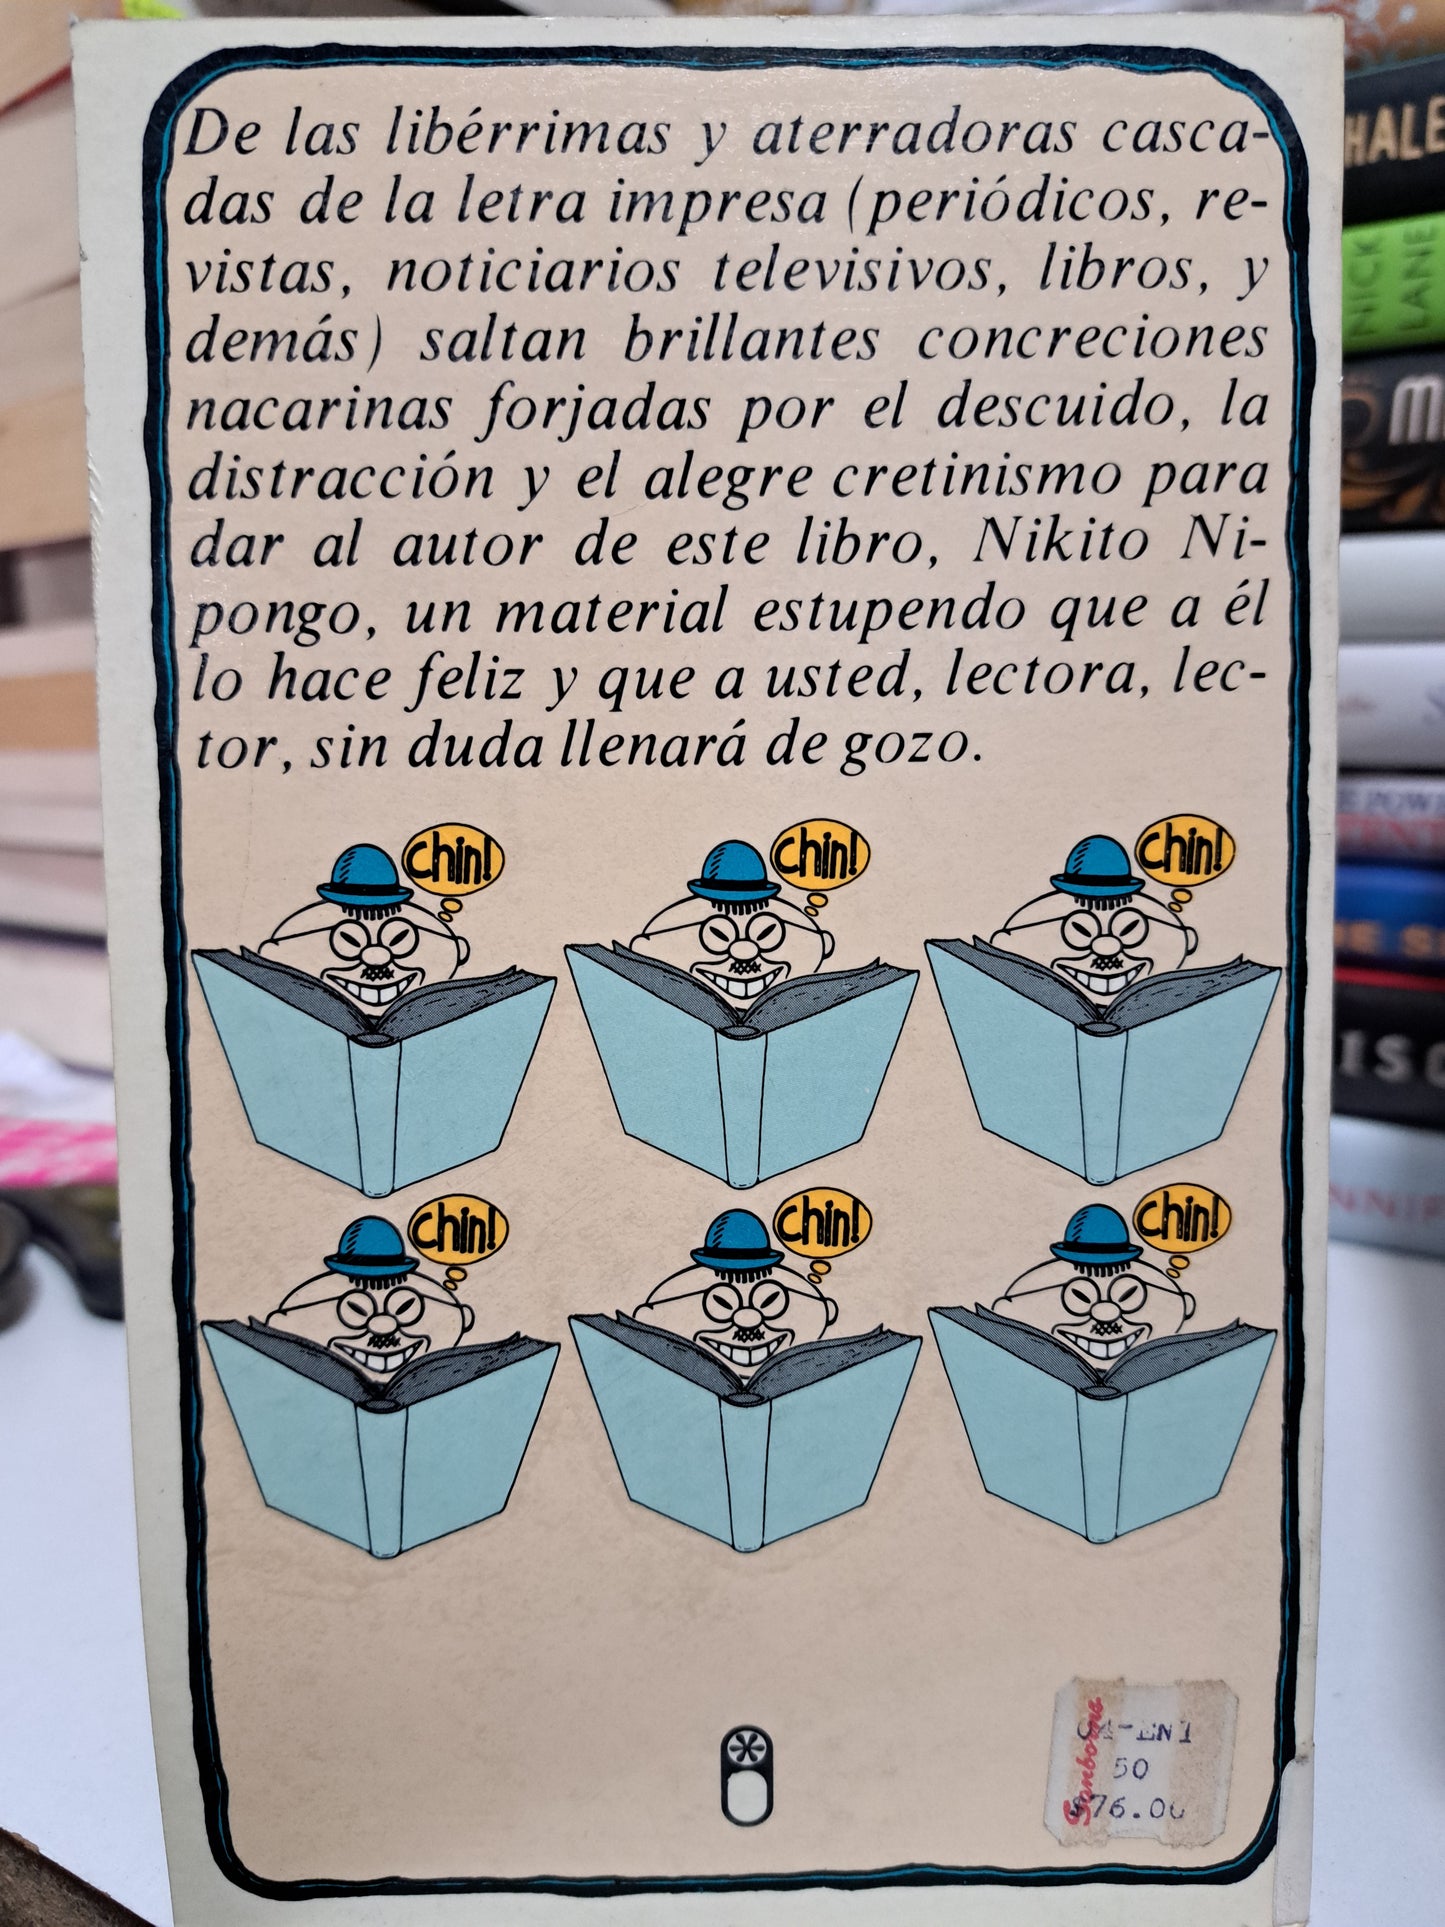 De las libérrimas y aterradoras casca-
das de la letra impresa (periódicos, re-
vistas, noticiarios televisivos, libros, y
demás) saltan brillantes concreciones
nacarinas forjadas por el descuido, la
distracción y el alegre cretinismo para
dar al autor de este libro, Nikito Ni-
pongo, un material estupendo que a él
lo hace feliz y que a usted, lectora, lec-
tor, sin duda llenará de gozo.
chin! chin! chin!
chin! chin! chin!
Sanborns
50
$76.00
HALE
NICK
LANE